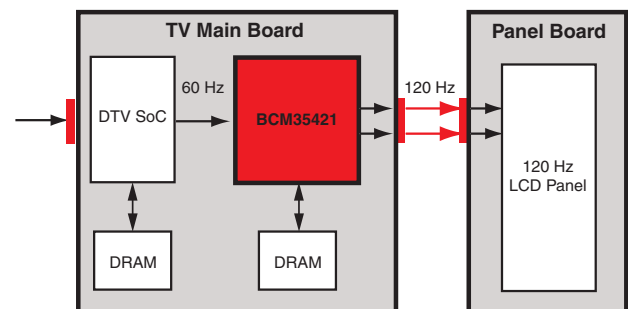 TV Main Board
Panel Board
60 Hz
120 Hz
DTV SoC
BCM35421
120 Hz
LCD Panel
DRAM
DRAM